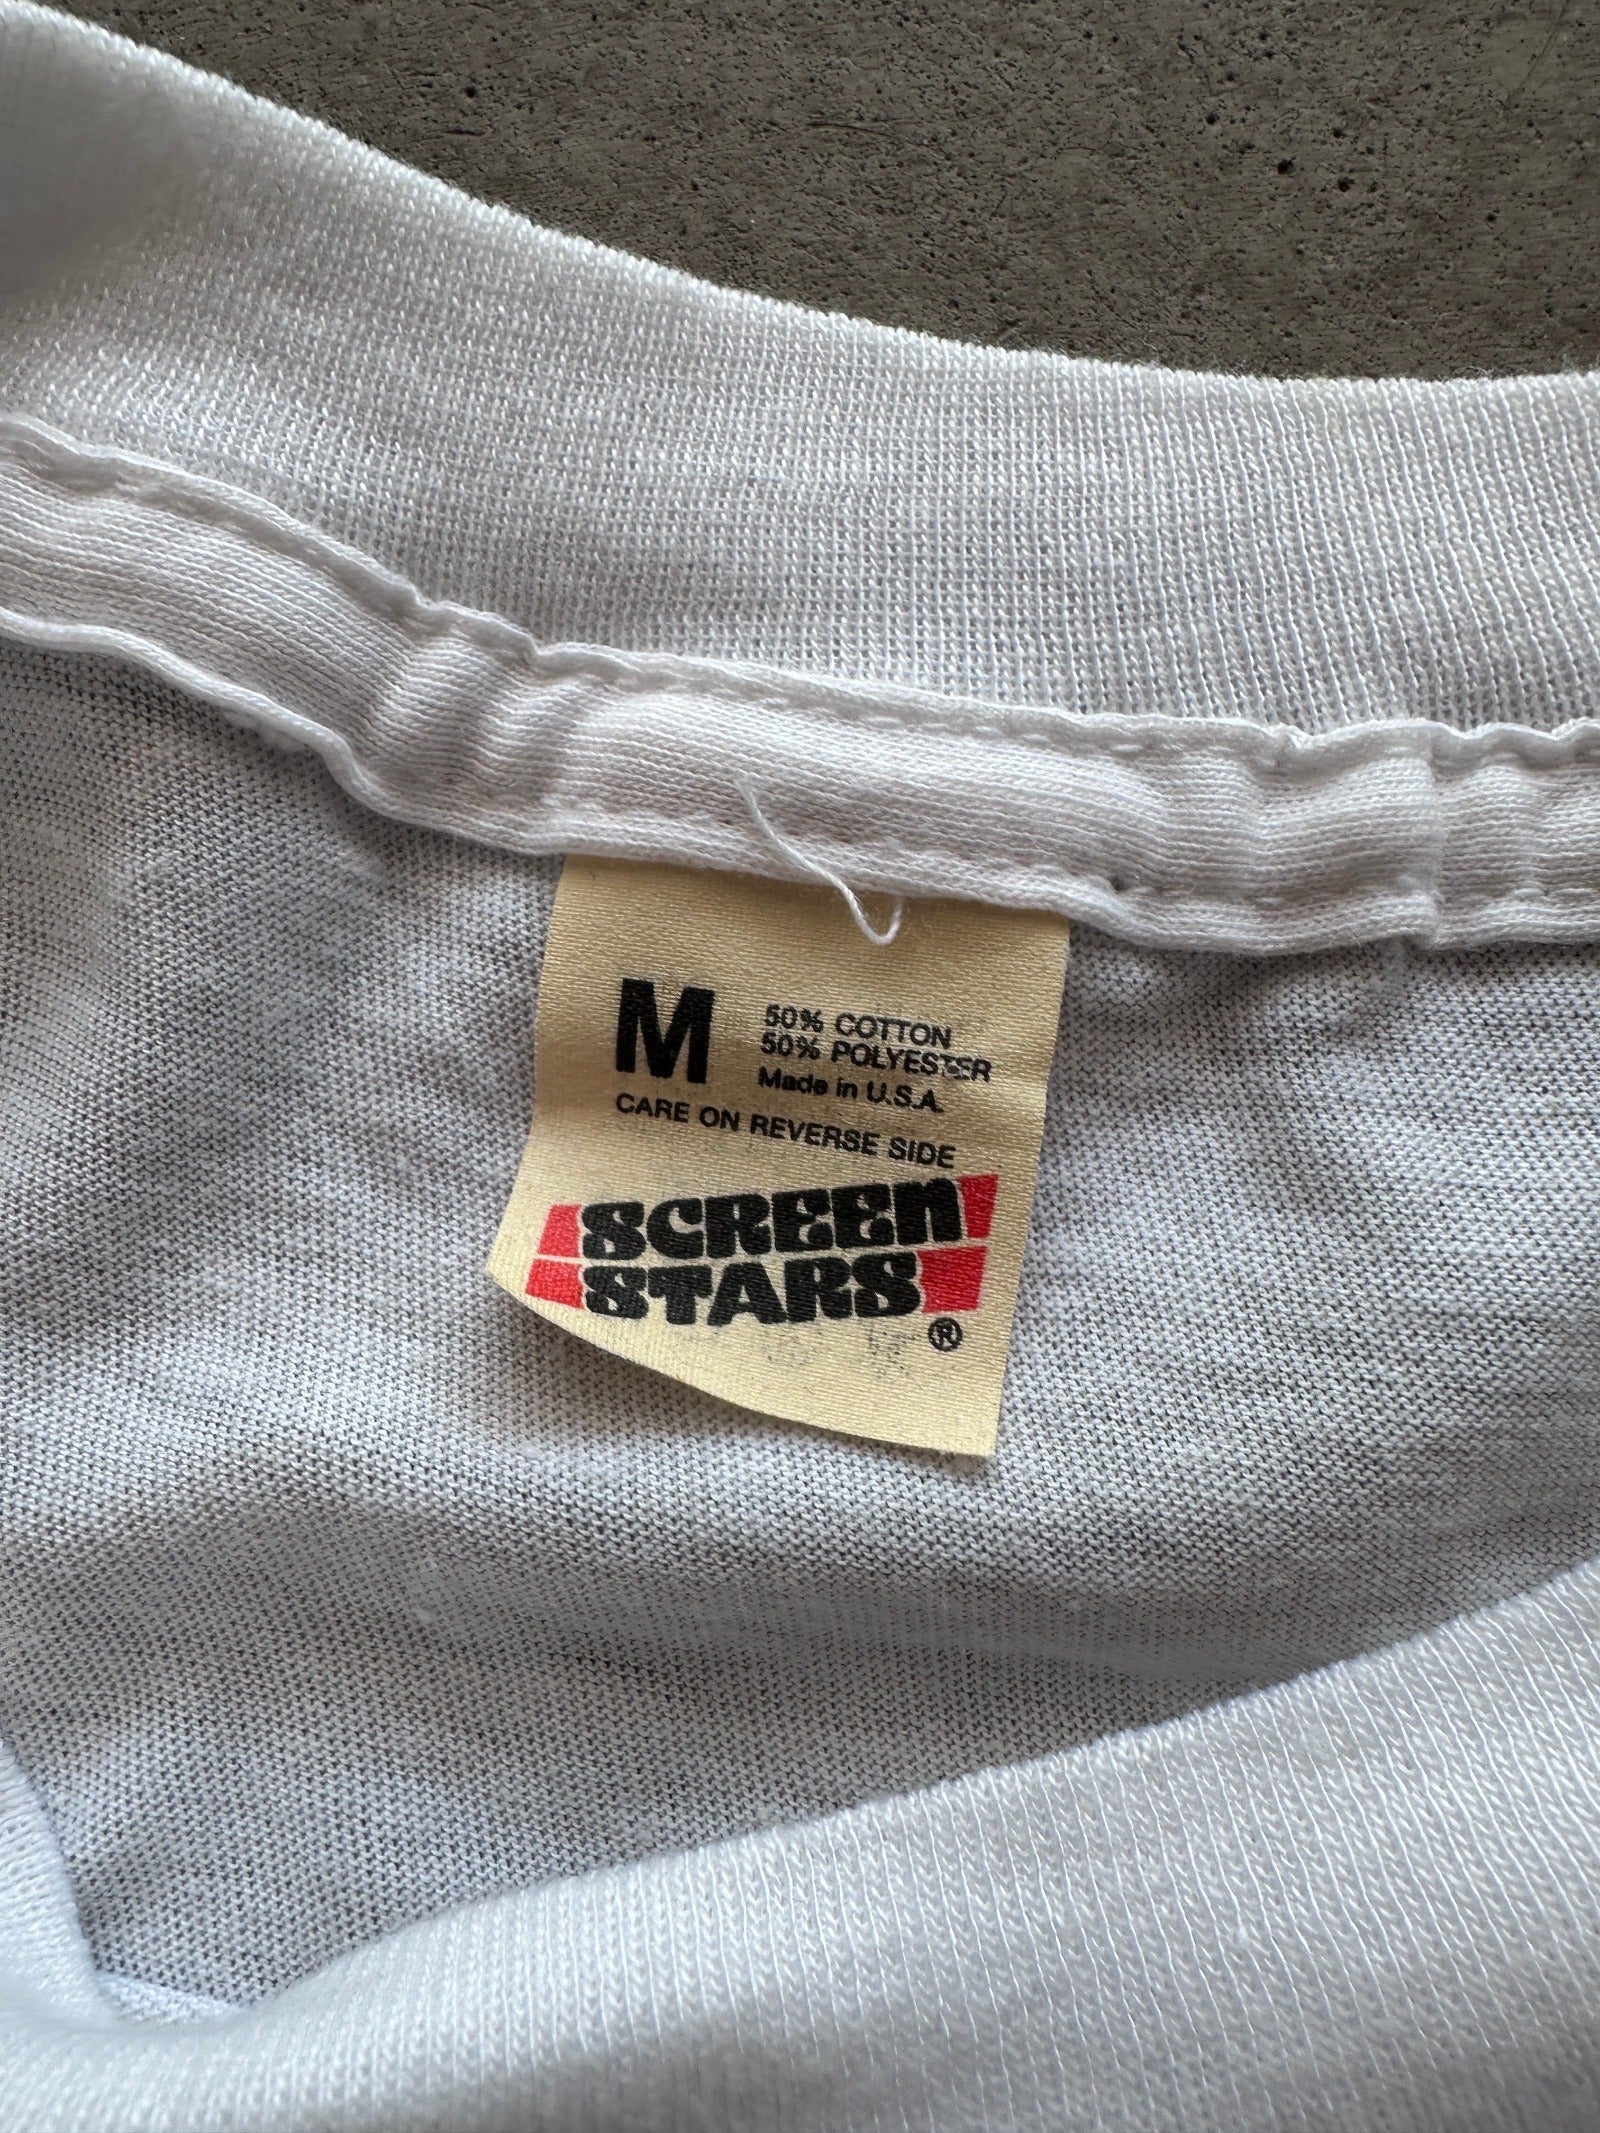 M
50% COTTON
50% POLYESTER
Made in U.S.A.
CARE ON REVERSE SIDE
SCREEN
STARS
®